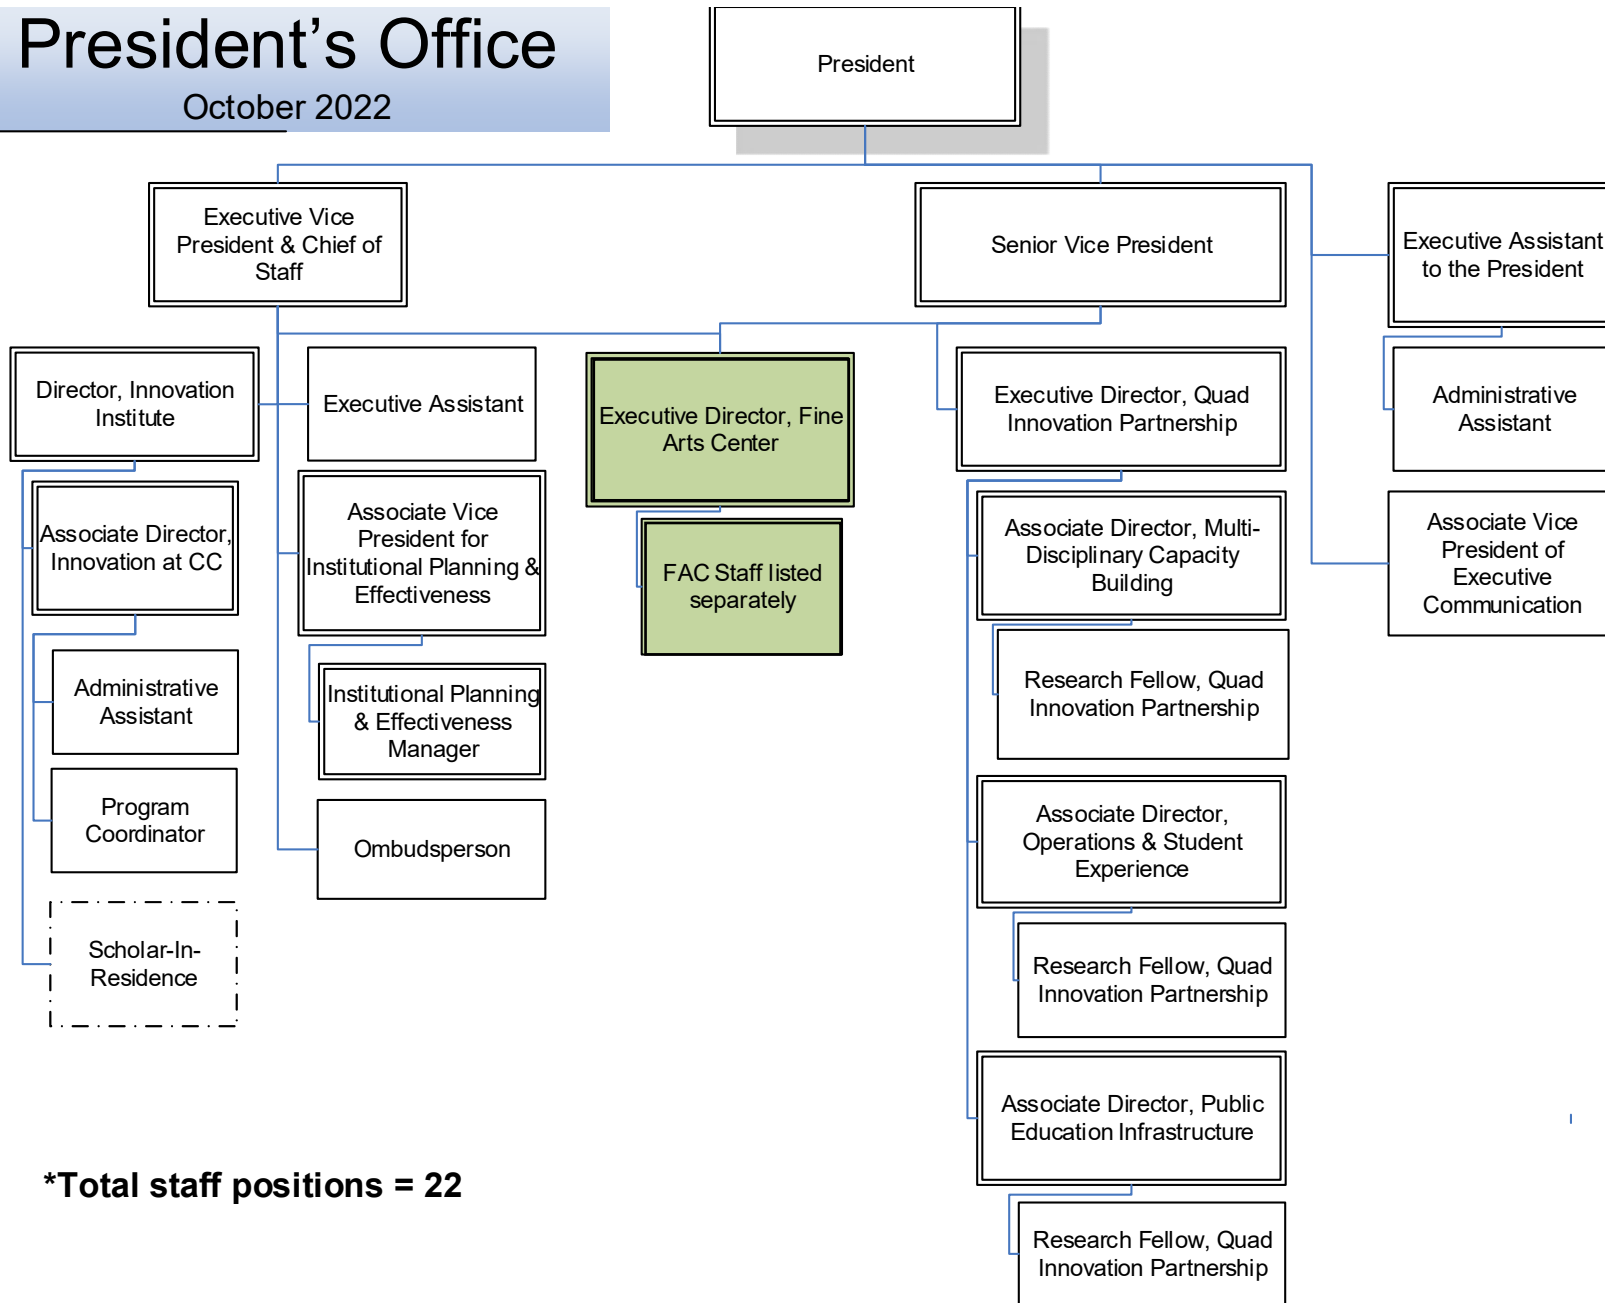 President’s Office
October 2022
President
Executive Vice
President & Chief of
Staff
Senior Vice President
Executive Assistant
to the President
Director, Innovation
Institute
Executive Assistant
Executive Director, Fine
Arts Center
Executive Director, Quad
Innovation Partnership
Administrative
Assistant
Associate Director,
Innovation at CC
Associate Vice
President for
Institutional Planning &
Effectiveness
FAC Staff listed
separately
Associate Director, Multi-
Disciplinary Capacity
Building
Associate Vice
President of
Executive
Communication
Administrative
Assistant
Institutional Planning
& Effectiveness
Manager
Research Fellow, Quad
Innovation Partnership
Program
Coordinator
Ombudsperson
Associate Director,
Operations & Student
Experience
Scholar-In-
Residence
Research Fellow, Quad
Innovation Partnership
Associate Director, Public
Education Infrastructure
*Total staff positions = 22
Research Fellow, Quad
Innovation Partnership